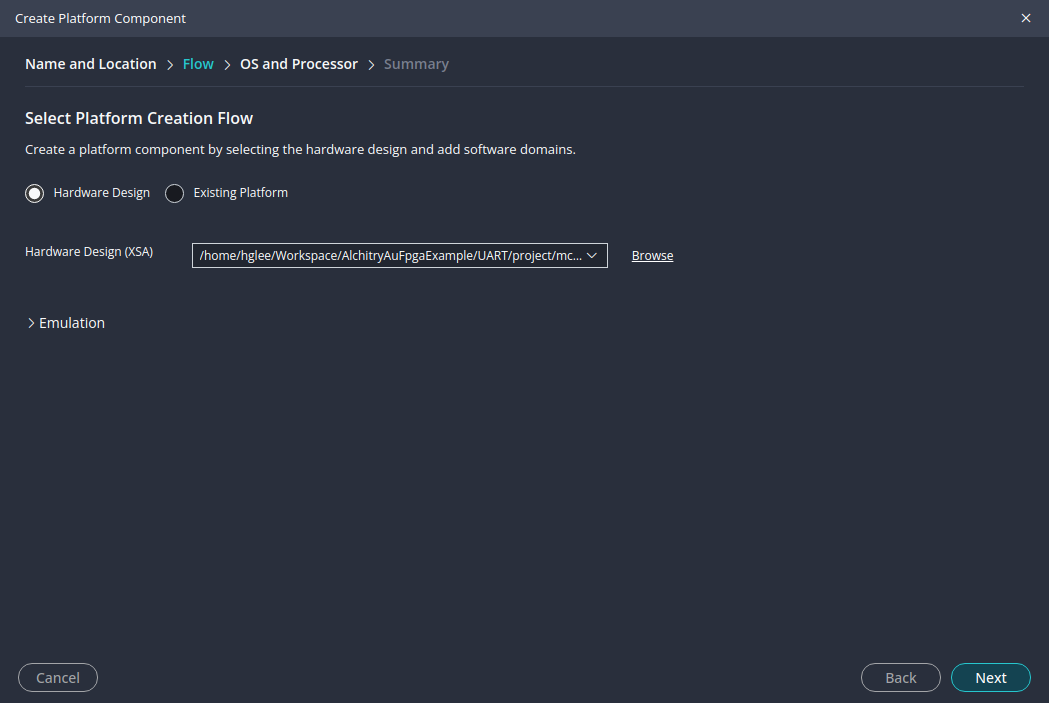 Create Platform Component
Name and Location > Flow > OS and Processor > Summary
Select Platform Creation Flow
Create a platform component by selecting the hardware design and add software domains.
Hardware Design Existing Platform
Hardware Design (XSA) /home/hglee/Workspace/AlchitryAuFpgaExample/UART/project/mc... Browse
Emulation
Cancel Back Next